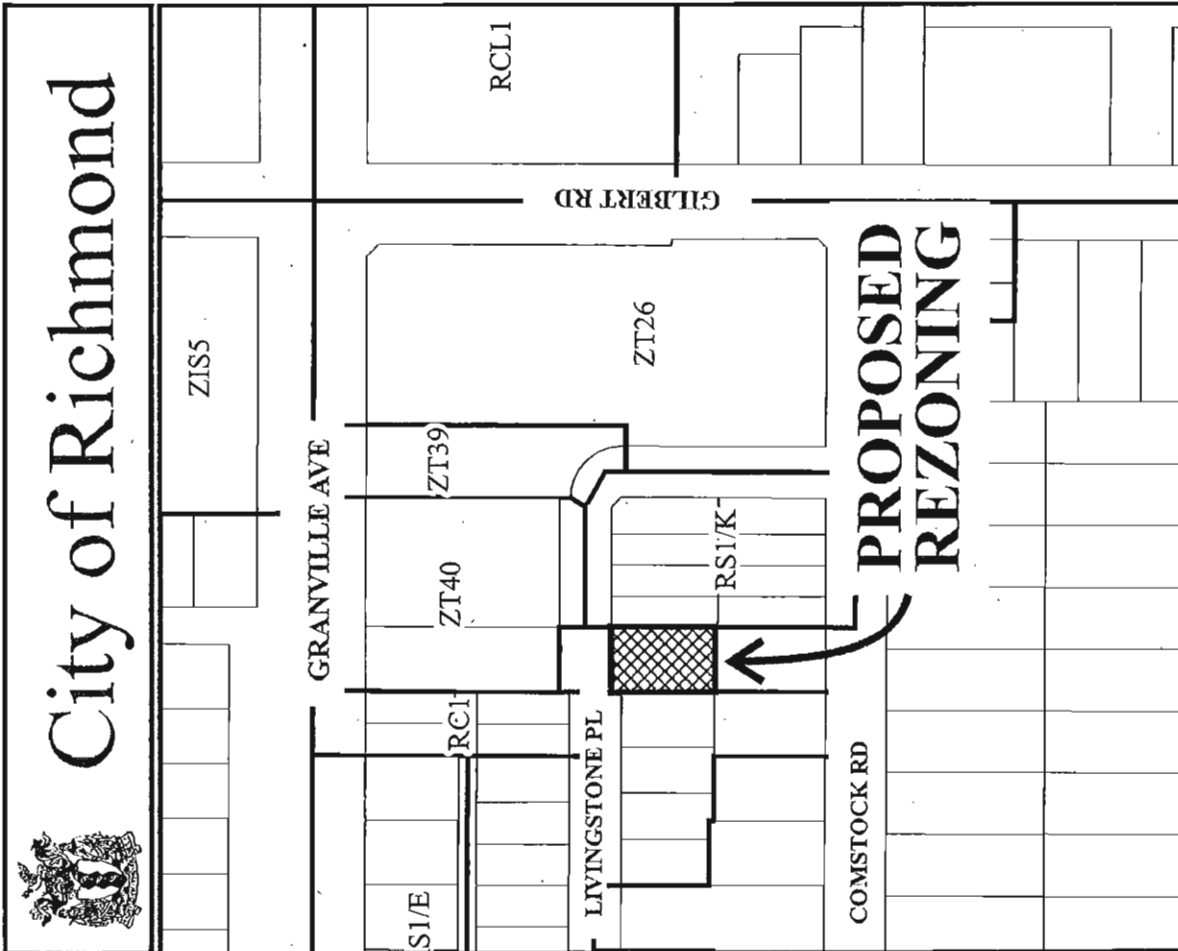 City of Richmond
RCL1
GILBERT RD
ZIS5
ZT26
GRANVILLE AVE
ZT39
ZT40
RS1/K
PROPOSED
REZONING
RC1
LIVINGSTONE PL
COMSTOCK RD
S1/E